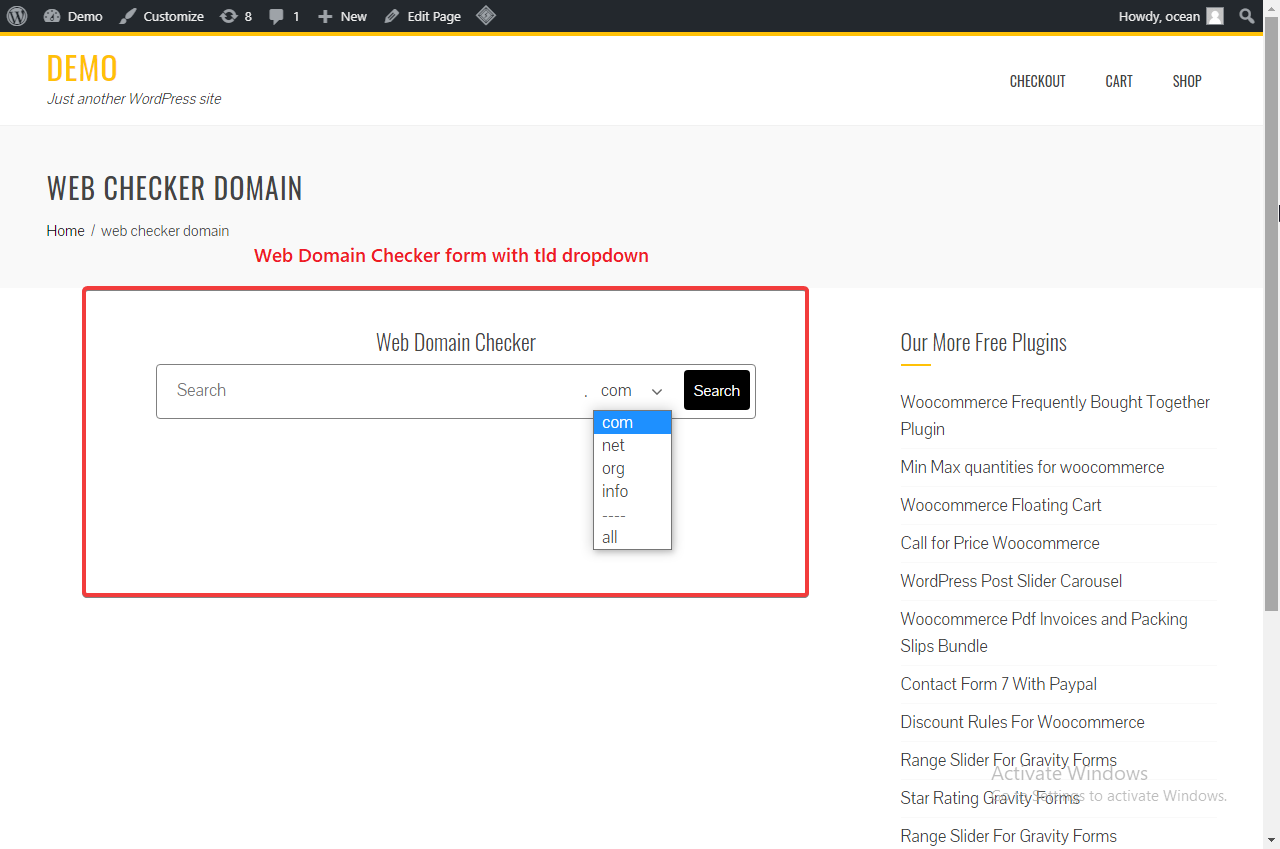 Demo Customize 8 1 New Edit Page Howdy, ocean
DEMO
Just another WordPress site
CHECKOUT CART SHOP
WEB CHECKER DOMAIN
Home / web checker domain
Web Domain Checker form with tld dropdown
Web Domain Checker
Search . com Search
com
net
org
info
----
all
Our More Free Plugins
Woocommerce Frequently Bought Together
Plugin
Min Max quantities for woocommerce
Woocommerce Floating Cart
Call for Price Woocommerce
WordPress Post Slider Carousel
Woocommerce Pdf Invoices and Packing
Slips Bundle
Contact Form 7 With Paypal
Discount Rules For Woocommerce
Range Slider For Gravity Forms
Activate Windows
Go to Settings to activate Windows.
Star Rating Gravity Forms
Range Slider For Gravity Forms